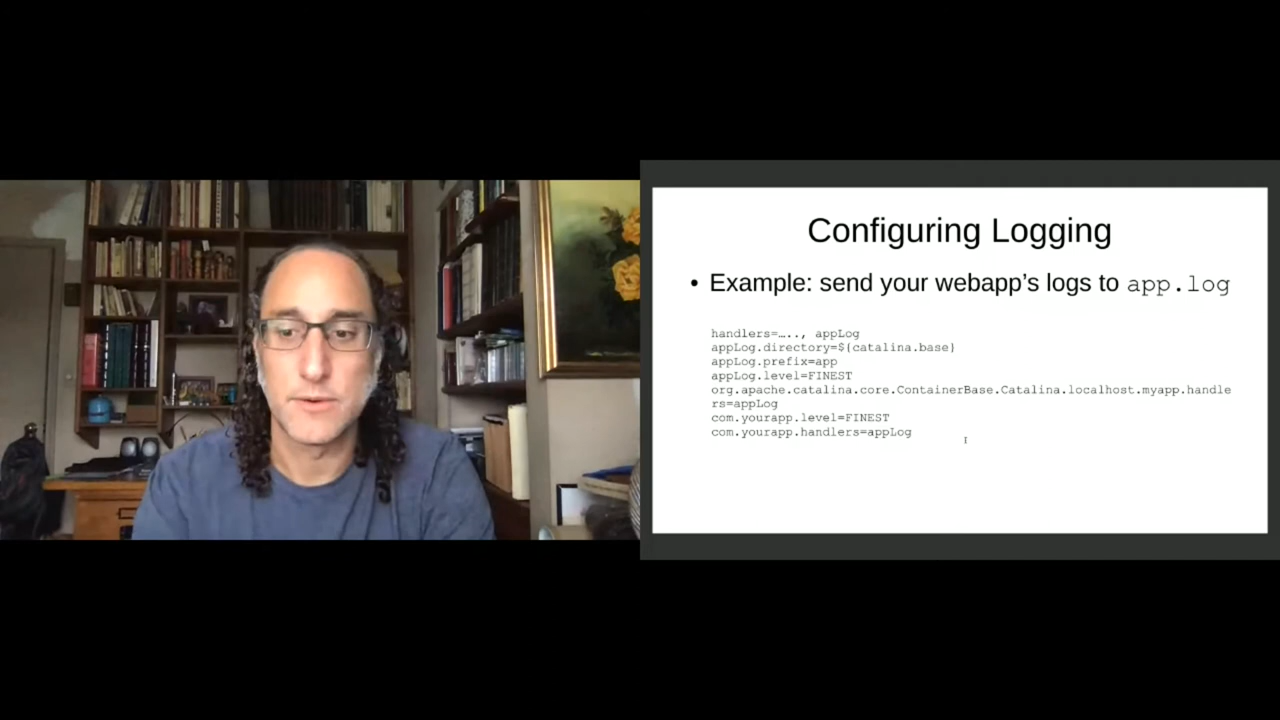 Configuring Logging
• Example: send your webapp’s logs to app.log
handlers=….., appLog
appLog.directory=${catalina.base}
appLog.prefix=app
appLog.level=FINEST
org.apache.catalina.core.ContainerBase.Catalina.localhost.myapp.handle
rs=appLog
com.yourapp.level=FINEST
com.yourapp.handlers=appLog